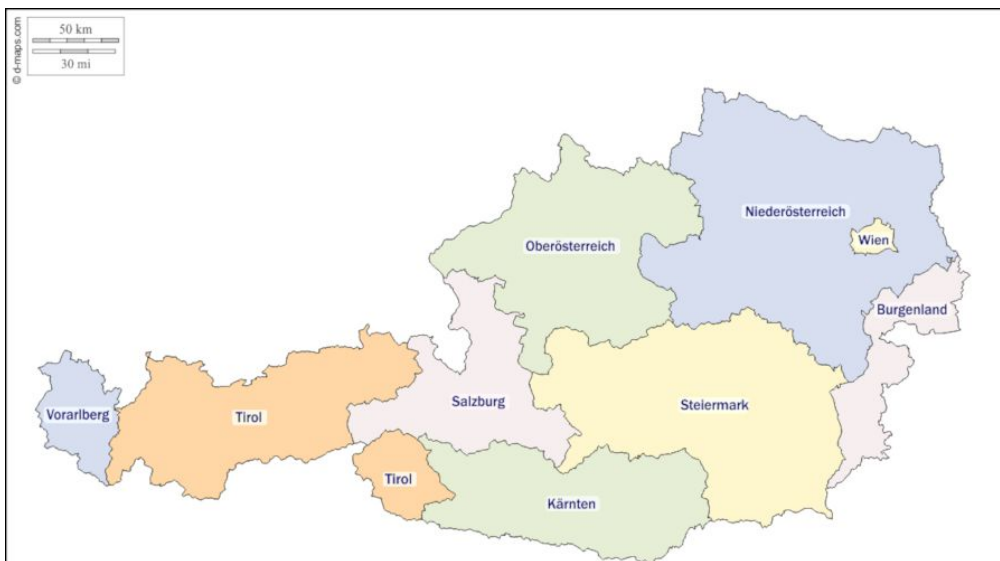 50 km
30 mi
© d-maps.com
Niederösterreich
Wien
Oberösterreich
Burgenland
Salzburg
Steiermark
Vorarlberg
Tirol
Tirol
Kärnten